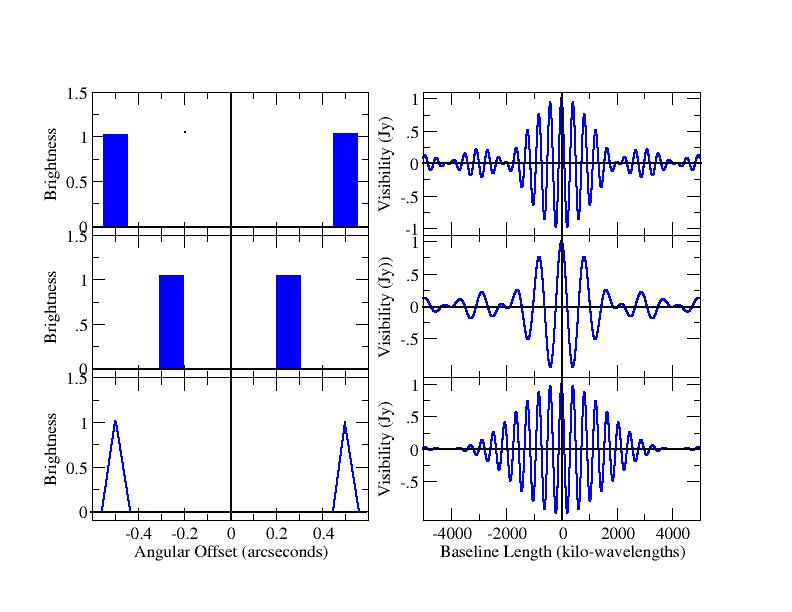 1.5
1
0.5
0
Brightness
1
.5
0
-.5
-1
Visibility (Jy)
1.5
1
.5
0
Brightness
1
.5
0
-.5
Visibility (Jy))
1.5
1
0.5
0
Brightness
1
.5
0
-.5
Visibility (Jy)
-0.4 -0.2 0 0.2 0.4
Angular Offset (arcseconds)
-4000 -2000 0 2000 4000
Baseline Length (kilo-wavelengths)